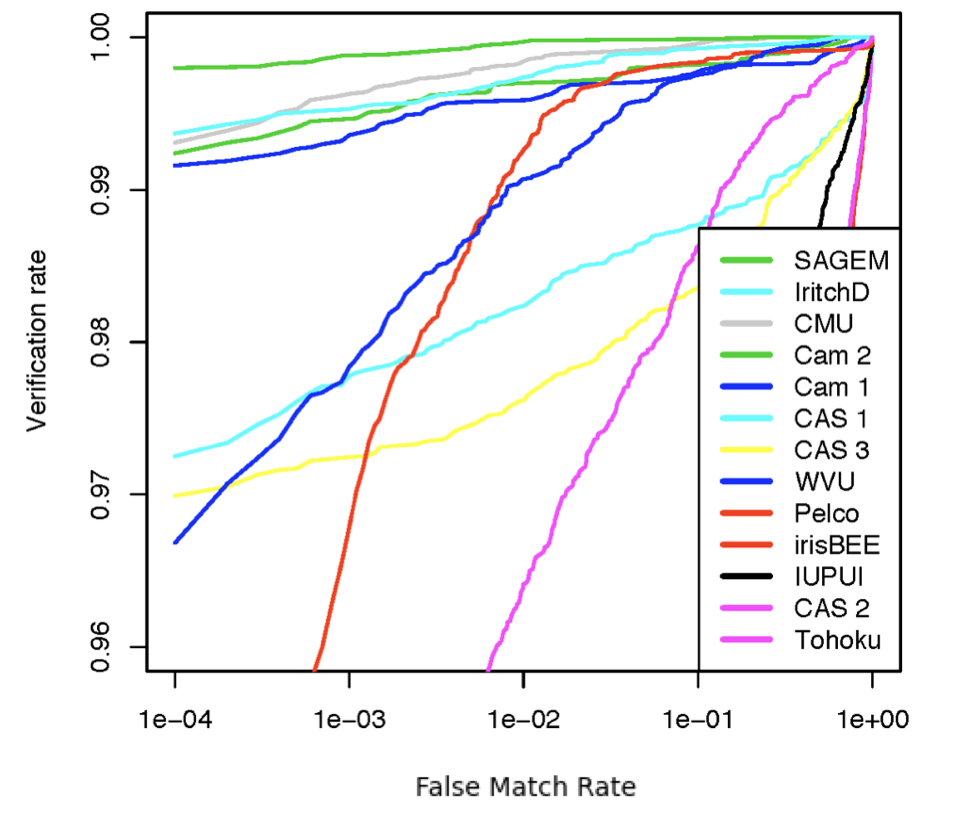 1.00
0.99
0.98
0.97
0.96
Verification rate
SAGEM
IritchD
CMU
Cam 2
Cam 1
CAS 1
CAS 3
WVU
Pelco
irisBEE
IUPUI
CAS 2
Tohoku
1e−04 1e−03 1e−02 1e−01 1e+00
False Match Rate